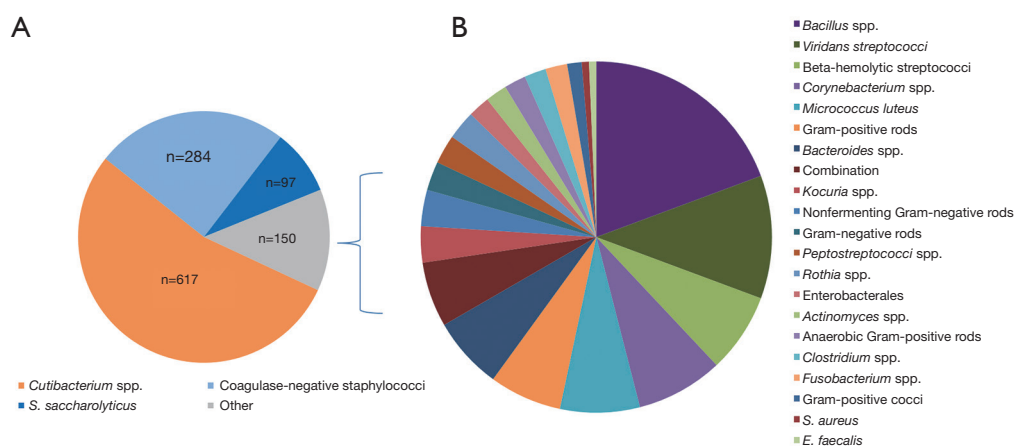 A
n=284
n=97
n=150
n=617
Cutibacterium spp.
Coagulase-negative staphylococci
S. saccharolyticus
Other
B
Bacillus spp.
Viridans streptococci
Beta-hemolytic streptococci
Corynebacterium spp.
Micrococcus luteus
Gram-positive rods
Bacteroides spp.
Combination
Kocuria spp.
Nonfermenting Gram-negative rods
Gram-negative rods
Peptostreptococci spp.
Rothia spp.
Enterobacterales
Actinomyces spp.
Anaerobic Gram-positive rods
Clostridium spp.
Fusobacterium spp.
Gram-positive cocci
S. aureus
E. faecalis